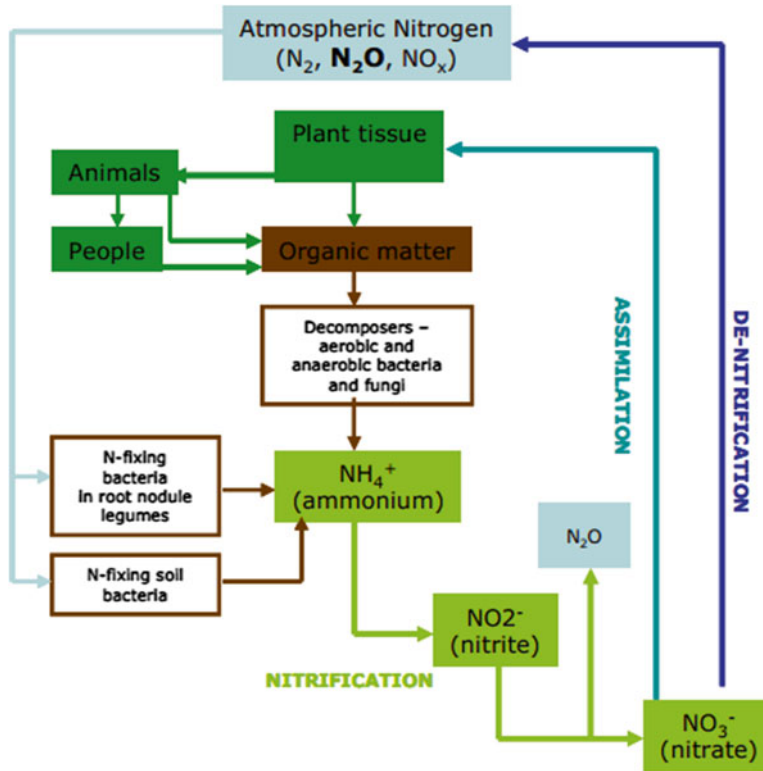 Atmospheric Nitrogen
(N₂, N₂O, NOₓ)
Plant tissue
Animals
People
Organic matter
Decomposers –
aerobic and
anaerobic bacteria
and fungi
ASSIMILATION
DE-NITRIFICATION
N-fixing
bacteria
in root nodule
legumes
NH₄⁺
(ammonium)
N₂O
N-fixing soil
bacteria
NO2⁻
(nitrite)
NITRIFICATION
NO₃⁻
(nitrate)